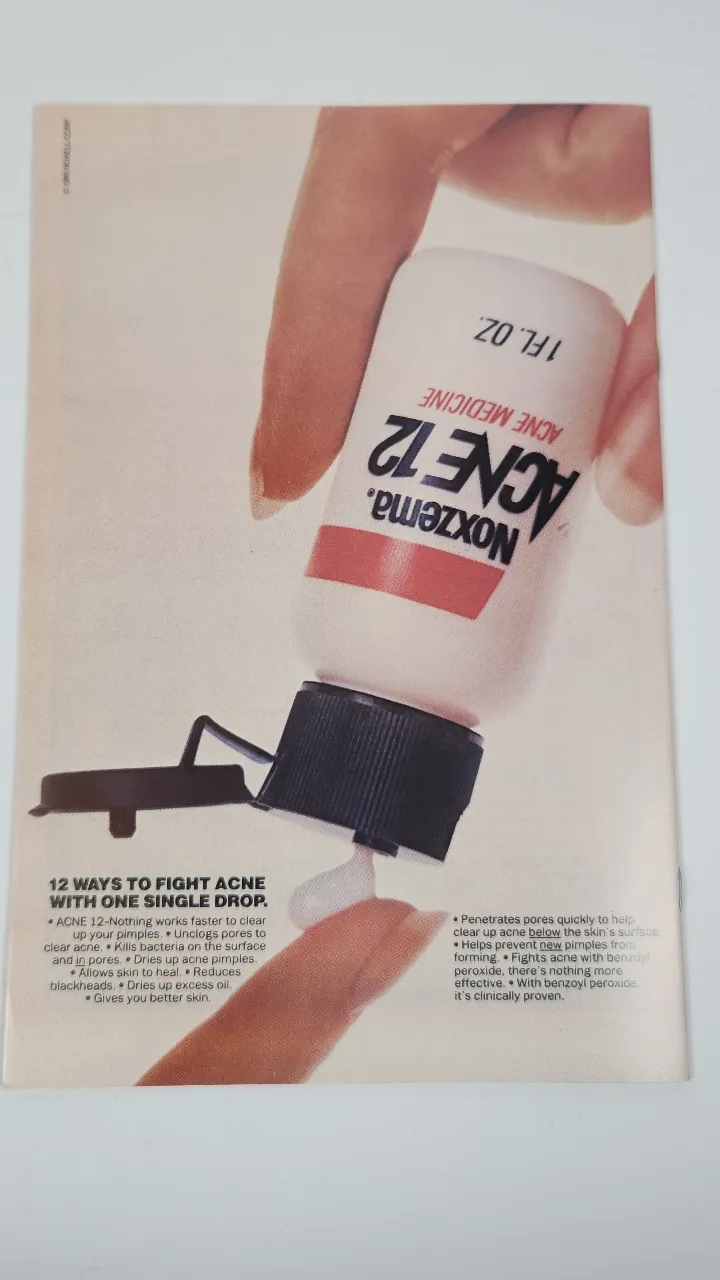 © 1985 NOXELL CORP.
1 FL. OZ.
ACNE MEDICINE
ACNE 12
Noxzema®
12 WAYS TO FIGHT ACNE
WITH ONE SINGLE DROP.
• ACNE 12–Nothing works faster to clear
up your pimples. • Unclogs pores to
clear acne. • Kills bacteria on the surface
and in pores. • Dries up acne pimples.
• Allows skin to heal. • Reduces
blackheads. • Dries up excess oil.
• Gives you better skin.
• Penetrates pores quickly to help
clear up acne below the skin's surface.
• Helps prevent new pimples from
forming. • Fights acne with benzoyl
peroxide, there's nothing more
effective. • With benzoyl peroxide,
it's clinically proven.